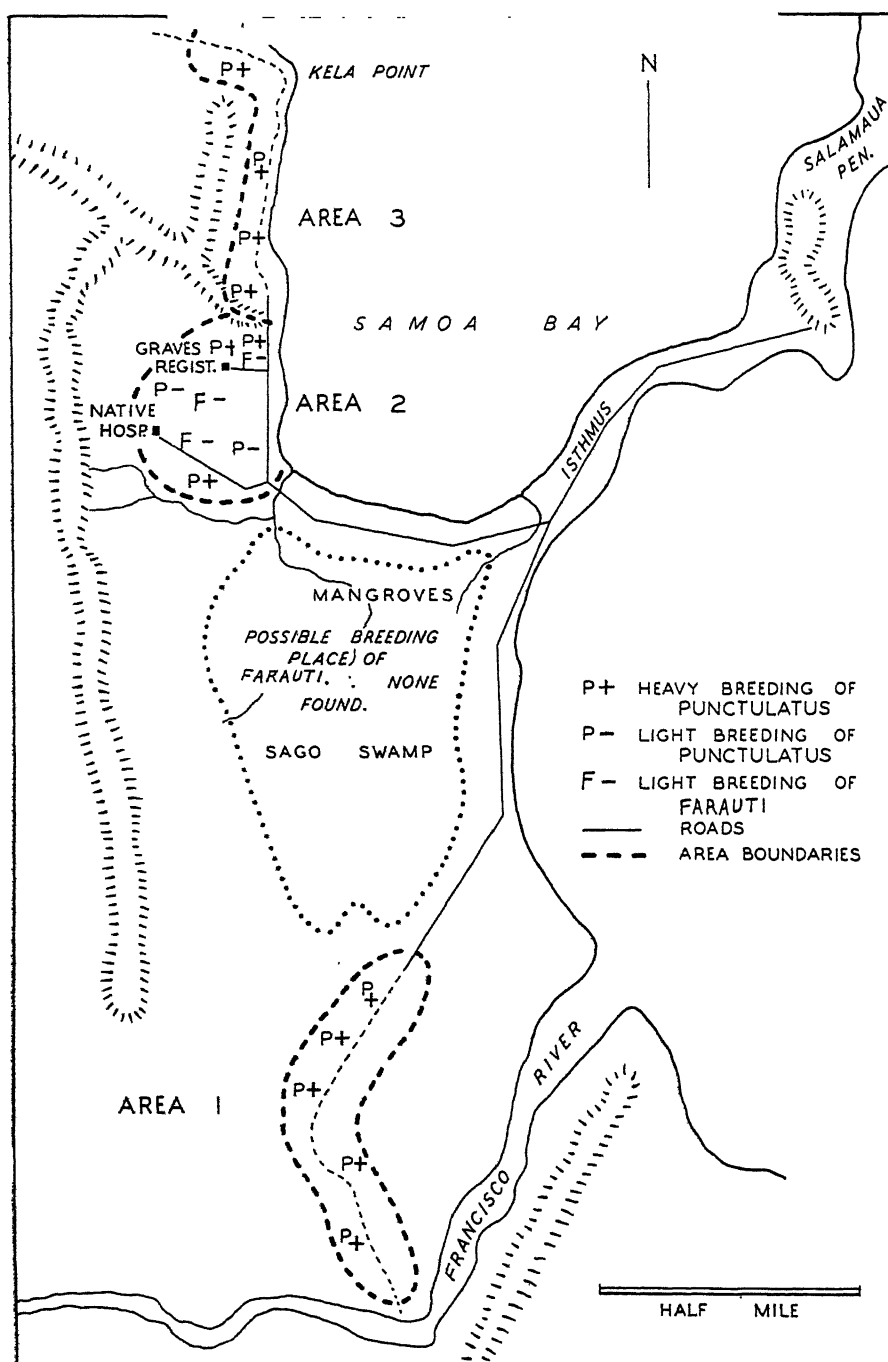 P+
KELA POINT
N
SALAMAUA
PEN.
P+
AREA 3
P+
P+
SAMOA BAY
GRAVES P+ P+
REGIST. F-
P-
F-
AREA 2
NATIVE
HOSP.
F- P-
P+
ISTHMUS
MANGROVES
POSSIBLE BREEDING
PLACE) OF
FARAUTI. : NONE
FOUND.
SAGO SWAMP
P+ HEAVY BREEDING OF
PUNCTULATUS
P- LIGHT BREEDING OF
PUNCTULATUS
F- LIGHT BREEDING OF
FARAUTI
ROADS
AREA BOUNDARIES
P+
P+
P+
AREA 1
P+
P+
FRANCISCO RIVER
HALF MILE